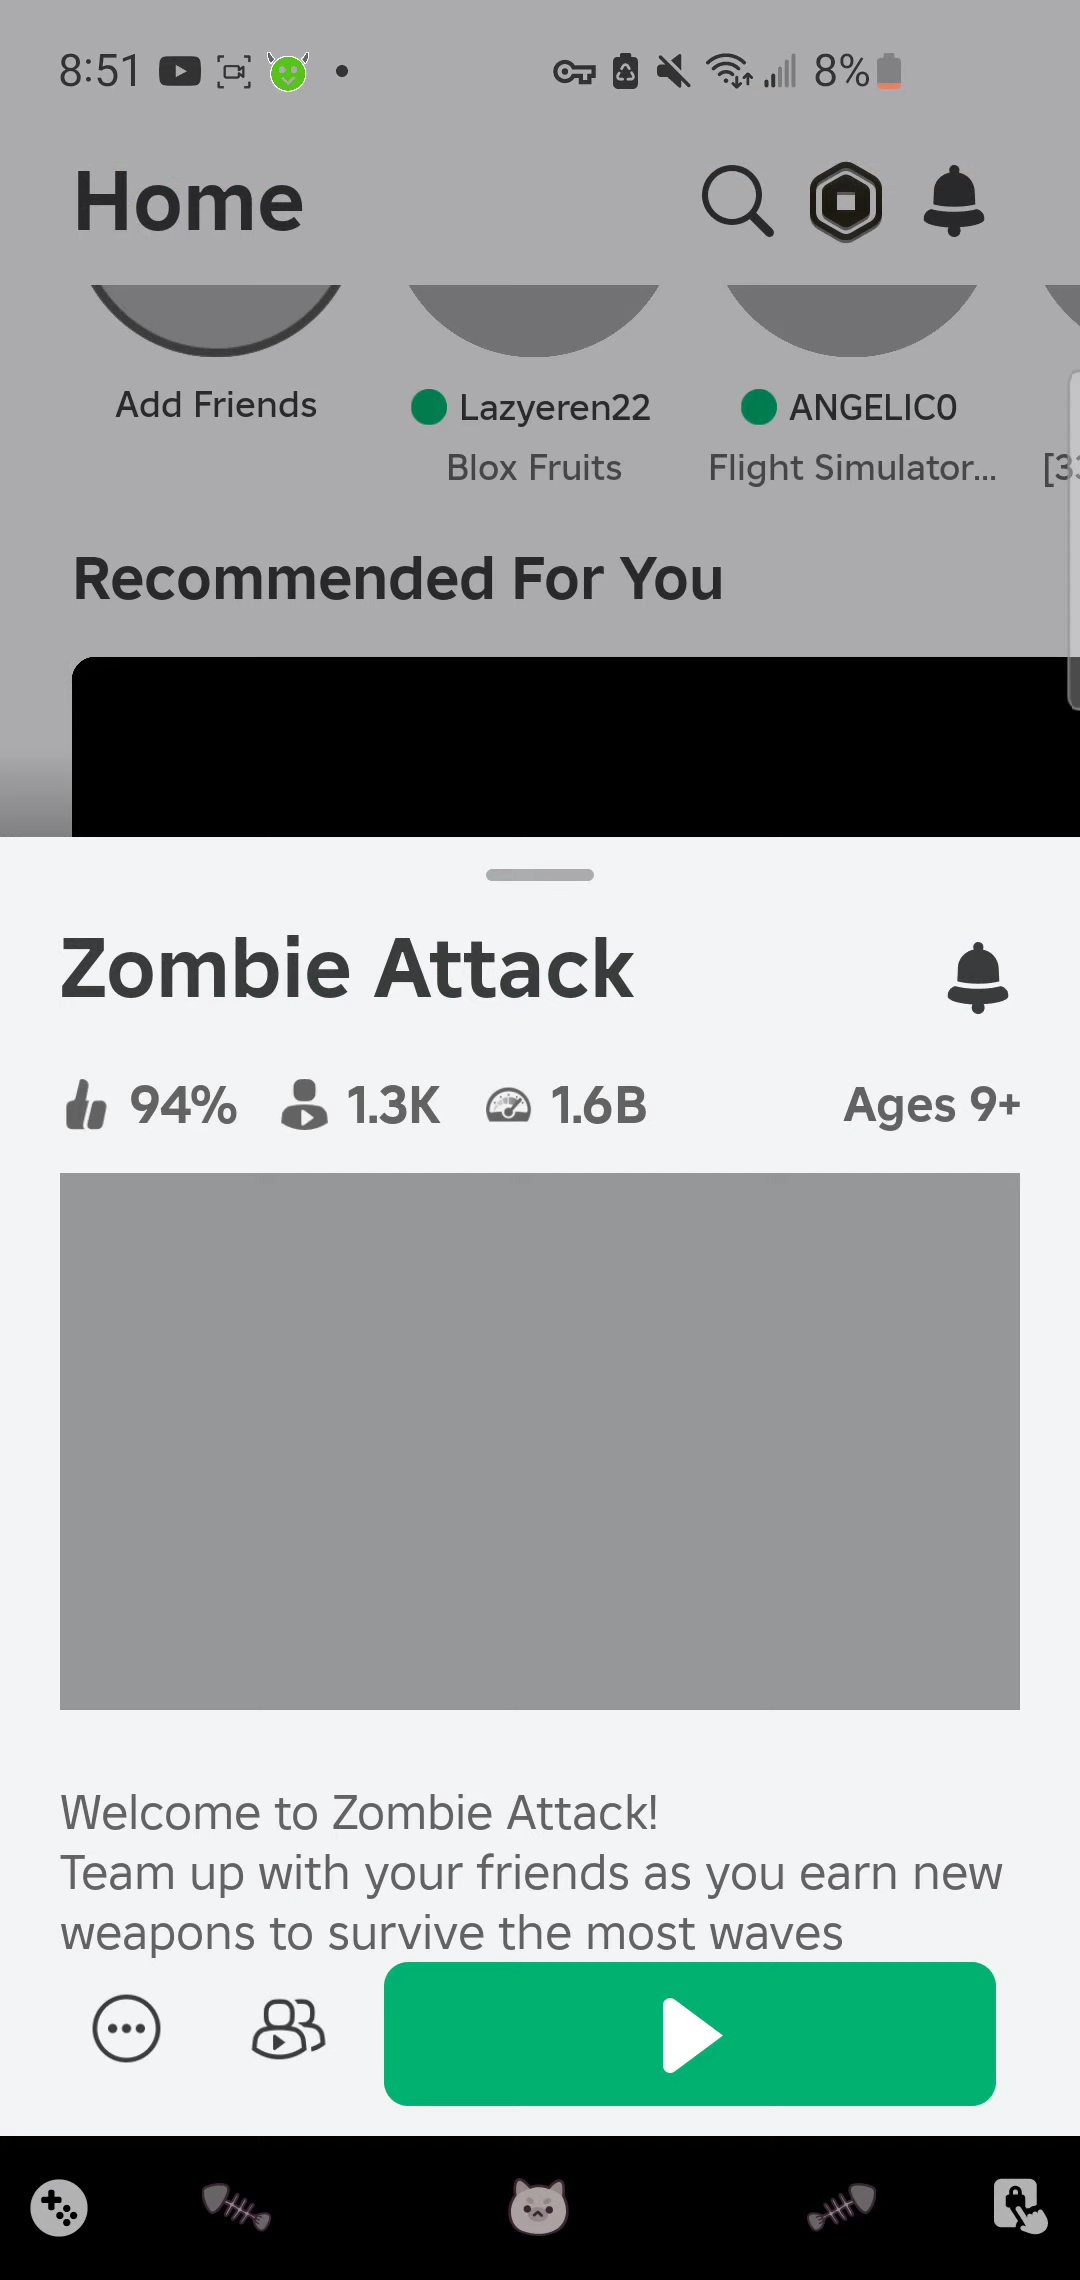 8:51
8%
Home
Add Friends
Lazyeren22
ANGELIC0
Blox Fruits
Flight Simulator...
Recommended For You
Zombie Attack
94%
1.3K
1.6B
Ages 9+
Welcome to Zombie Attack!
Team up with your friends as you earn new
weapons to survive the most waves